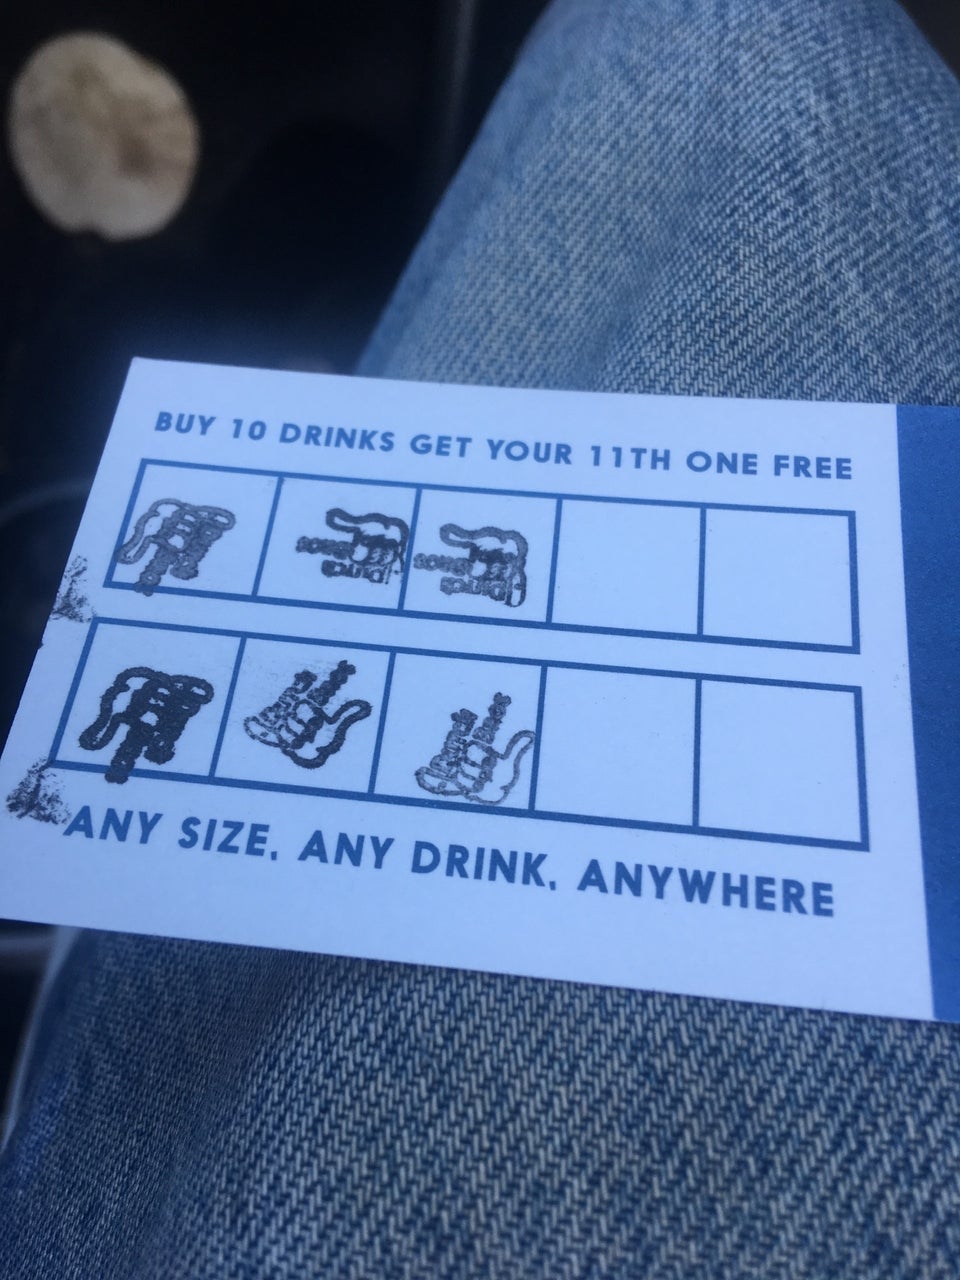 BUY 10 DRINKS GET YOUR 11TH ONE FREE
ANY SIZE, ANY DRINK, ANYWHERE